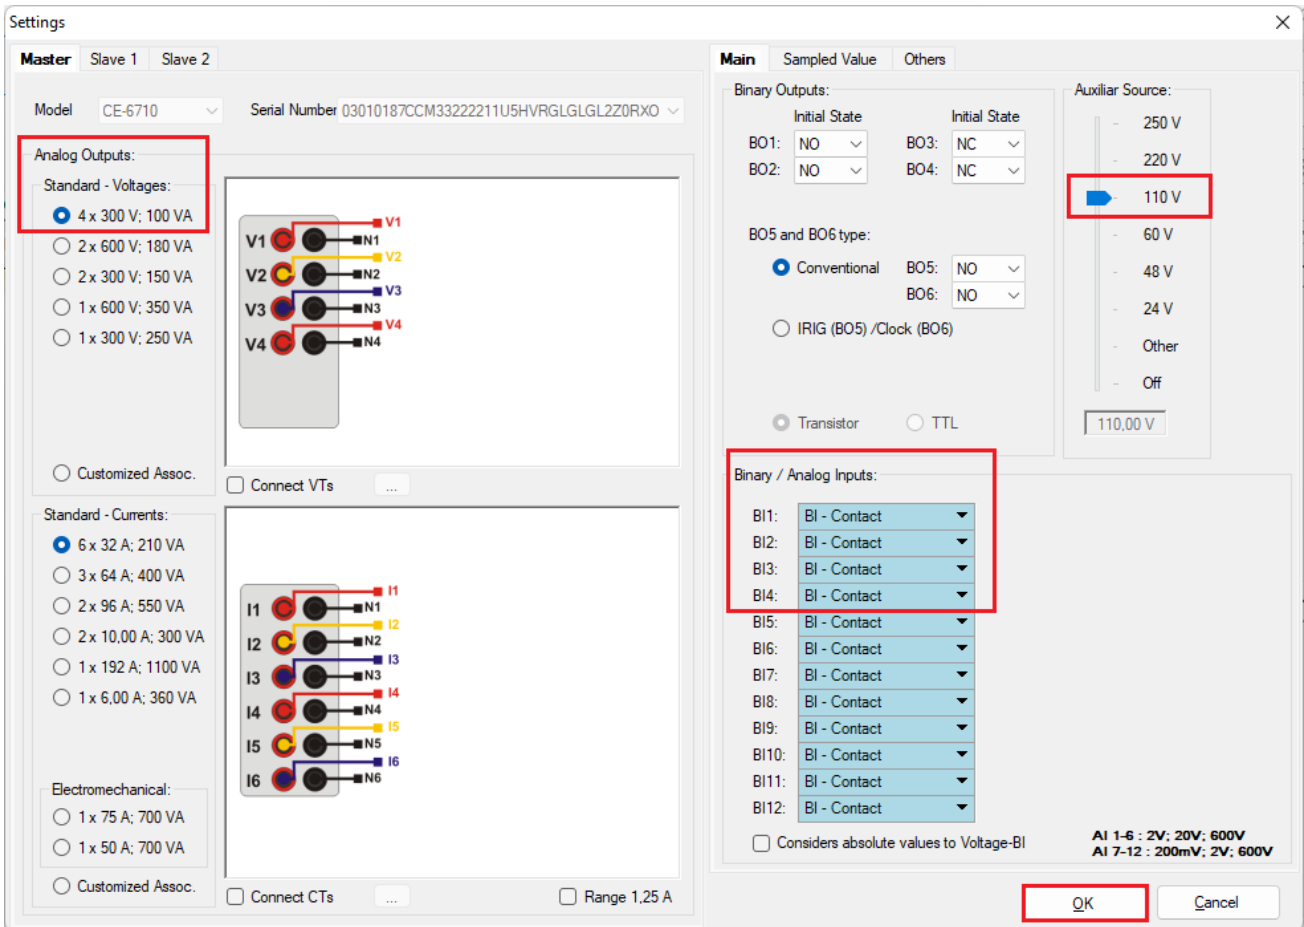 Settings
Master Slave 1 Slave 2
Model CE-6710 Serial Number 03010187CCM33222211U5HVRGLGLGL2Z0RXO
Analog Outputs:
Standard - Voltages:
4 x 300 V; 100 VA
2 x 600 V; 180 VA
2 x 300 V; 150 VA
1 x 600 V; 350 VA
1 x 300 V; 250 VA
Customized Assoc.
V1 V1
N1
V2 V2
N2
V3 V3
N3
V4 V4
N4
Connect VTs ...
Standard - Currents:
6 x 32 A; 210 VA
3 x 64 A; 400 VA
2 x 96 A; 550 VA
2 x 10,00 A; 300 VA
1 x 192 A; 1100 VA
1 x 6,00 A; 360 VA
Electromechanical:
1 x 75 A; 700 VA
1 x 50 A; 700 VA
Customized Assoc.
I1 I1
N1
I2 I2
N2
I3 I3
N3
I4 I4
N4
I5 I5
N5
I6 I6
N6
Connect CTs ... Range 1,25 A
Main Sampled Value Others
Binary Outputs:
Initial State Initial State
BO1: NO BO3: NC
BO2: NO BO4: NC
BO5 and BO6 type:
Conventional BO5: NO
BO6: NO
IRIG (BO5) /Clock (BO6)
Transistor TTL
Auxiliar Source:
250 V
220 V
110 V
60 V
48 V
24 V
Other
Off
110,00 V
Binary / Analog Inputs:
BI1: BI - Contact
BI2: BI - Contact
BI3: BI - Contact
BI4: BI - Contact
BI5: BI - Contact
BI6: BI - Contact
BI7: BI - Contact
BI8: BI - Contact
BI9: BI - Contact
BI10: BI - Contact
BI11: BI - Contact
BI12: BI - Contact
Considers absolute values to Voltage-BI
AI 1-6 : 2V; 20V; 600V
AI 7-12 : 200mV; 2V; 600V
OK Cancel